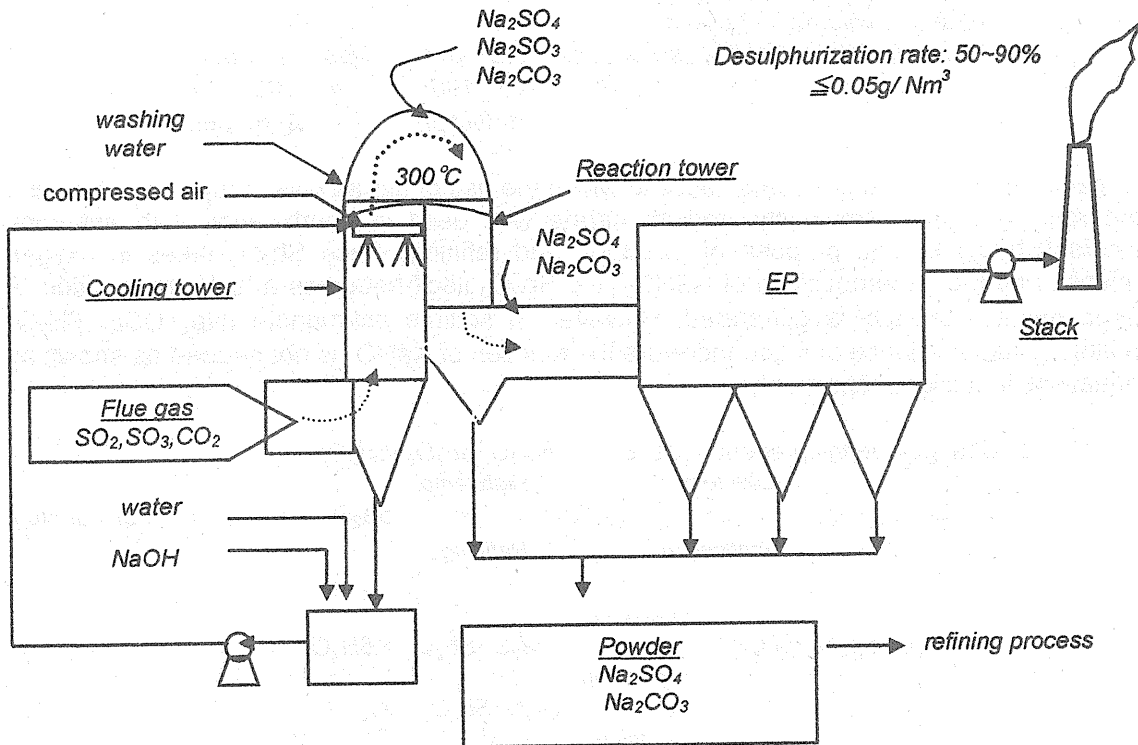 Na₂SO₄
Na₂SO₃
Na₂CO₃
Desulphurization rate: 50~90%
≦0.05g/ Nm³
washing
water
compressed air
300℃
Reaction tower
Na₂SO₄
Na₂CO₃
EP
Cooling tower
Stack
Flue gas
SO₂,SO₃,CO₂
water
NaOH
Powder
Na₂SO₄
Na₂CO₃
refining process